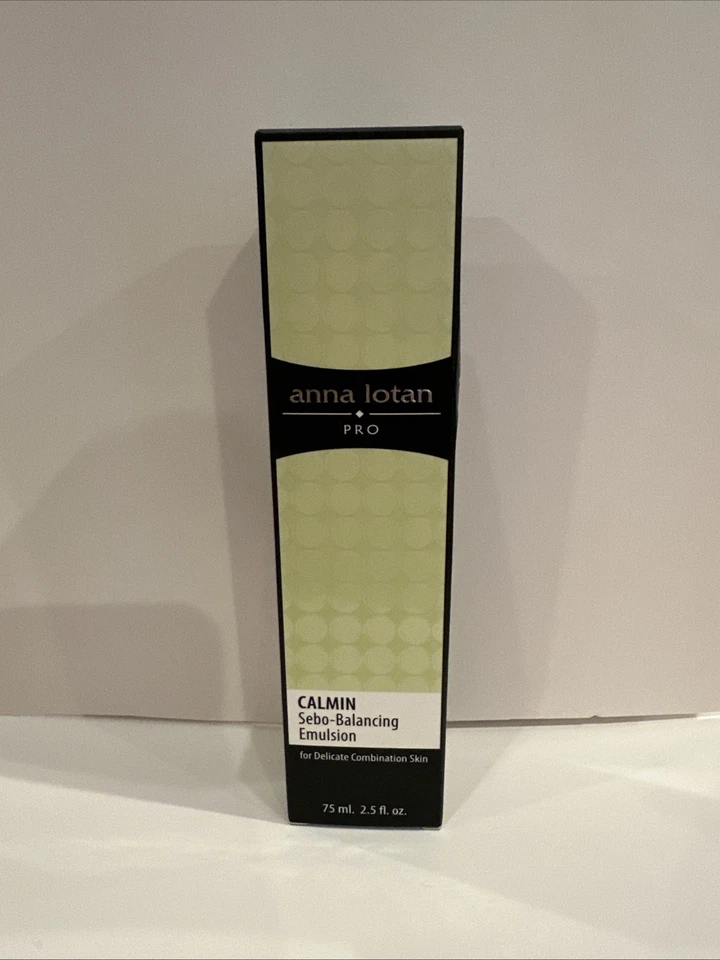 anna lotan
PRO
CALMIN
Sebo-Balancing
Emulsion
for Delicate Combination Skin
75 ml. 2.5 fl. oz.